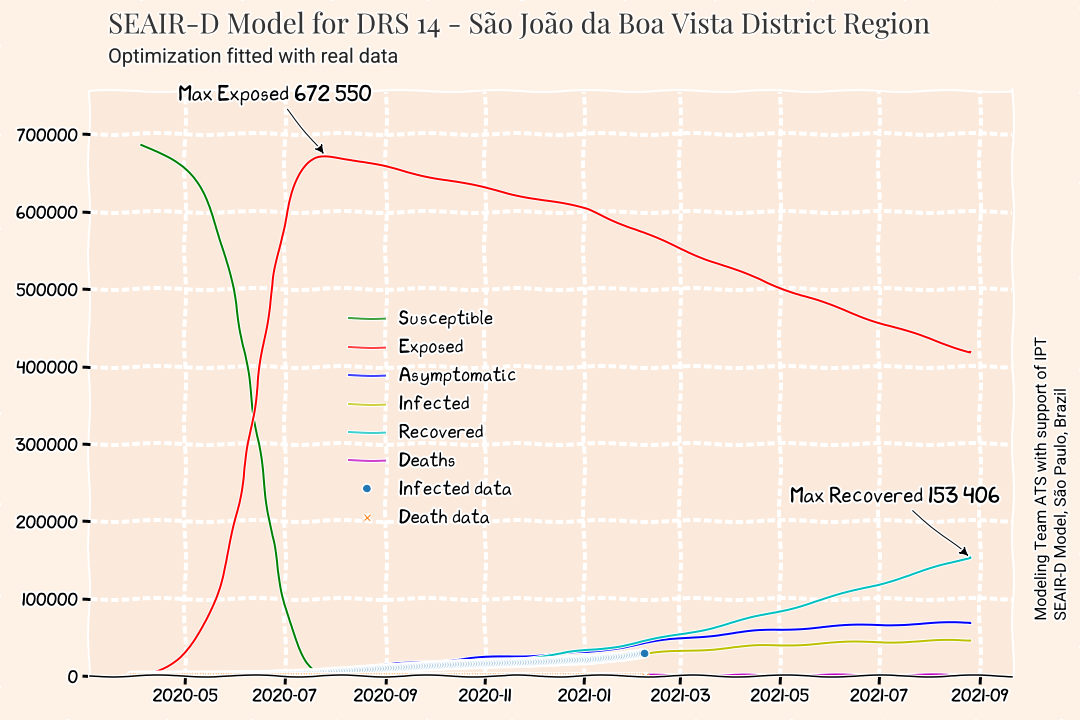 SEAIR-D Model for DRS 14 - São João da Boa Vista District Region
Optimization fitted with real data
Max Exposed 672 550
700000
600000
500000
400000
300000
200000
100000
0
Susceptible
Exposed
Asymptomatic
Infected
Recovered
Deaths
Infected data
Death data
Max Recovered 153 406
2020-05 2020-07 2020-09 2020-11 2021-01 2021-03 2021-05 2021-07 2021-09
Modeling Team ATS with support of IPT
SEAIR-D Model, São Paulo, Brazil